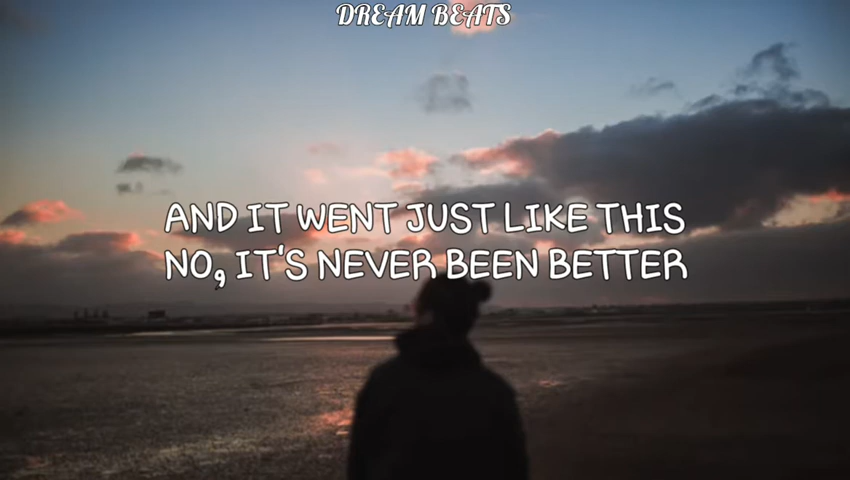 DREAM BEATS
AND IT WENT JUST LIKE THIS
NO, IT'S NEVER BEEN BETTER